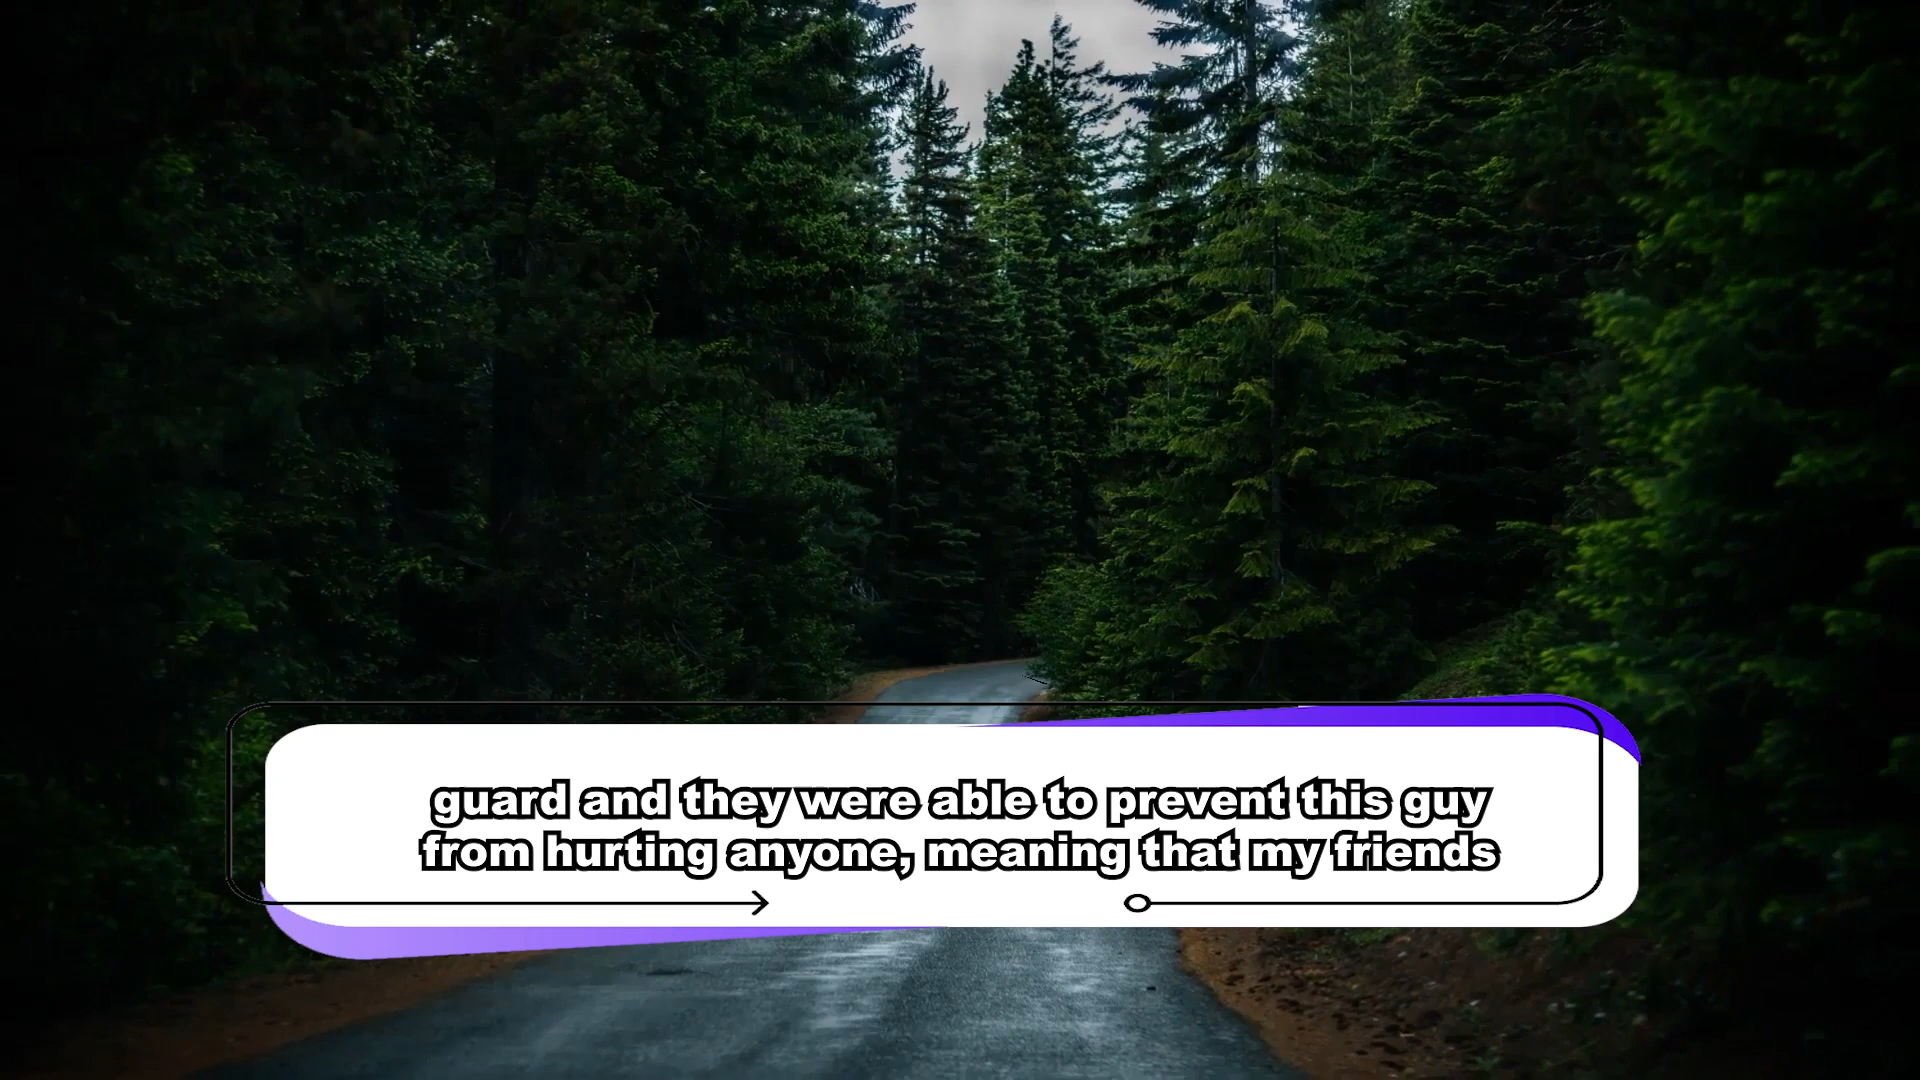 guard and they were able to prevent this guy
from hurting anyone, meaning that my friends